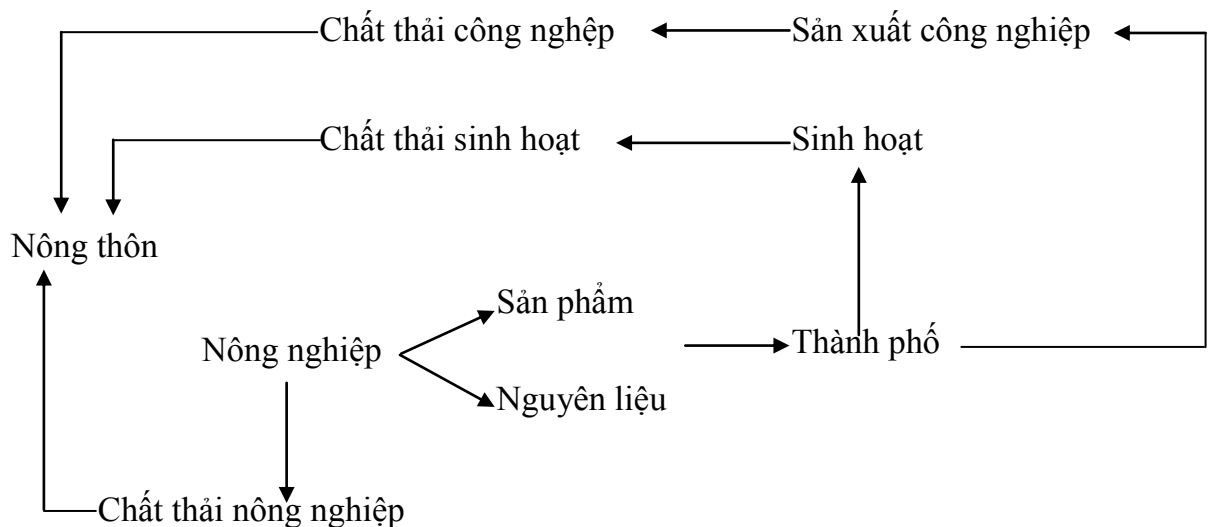 Chất thải công nghệp Sản xuất công nghiệp
Chất thải sinh hoạt Sinh hoạt
Nông thôn
Sản phẩm
Nông nghiệp Thành phố
Nguyên liệu
Chất thải nông nghiệp